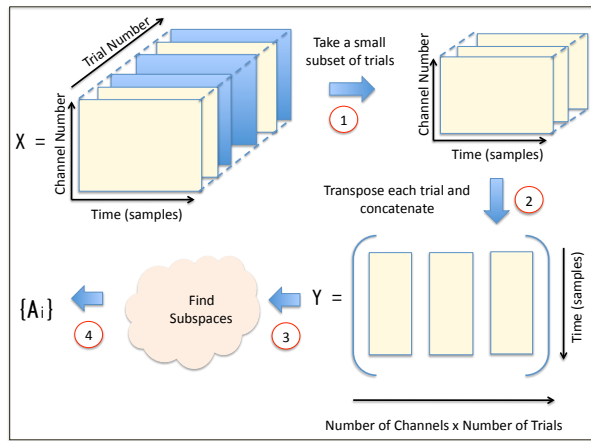 Trial Number
Channel Number
X =
Time (samples)
Take a small
subset of trials
1
Channel Number
Time (samples)
Transpose each trial and
concatenate
2
{Ai}
4
Find
Subspaces
3
Y =
Time (samples)
Number of Channels x Number of Trials